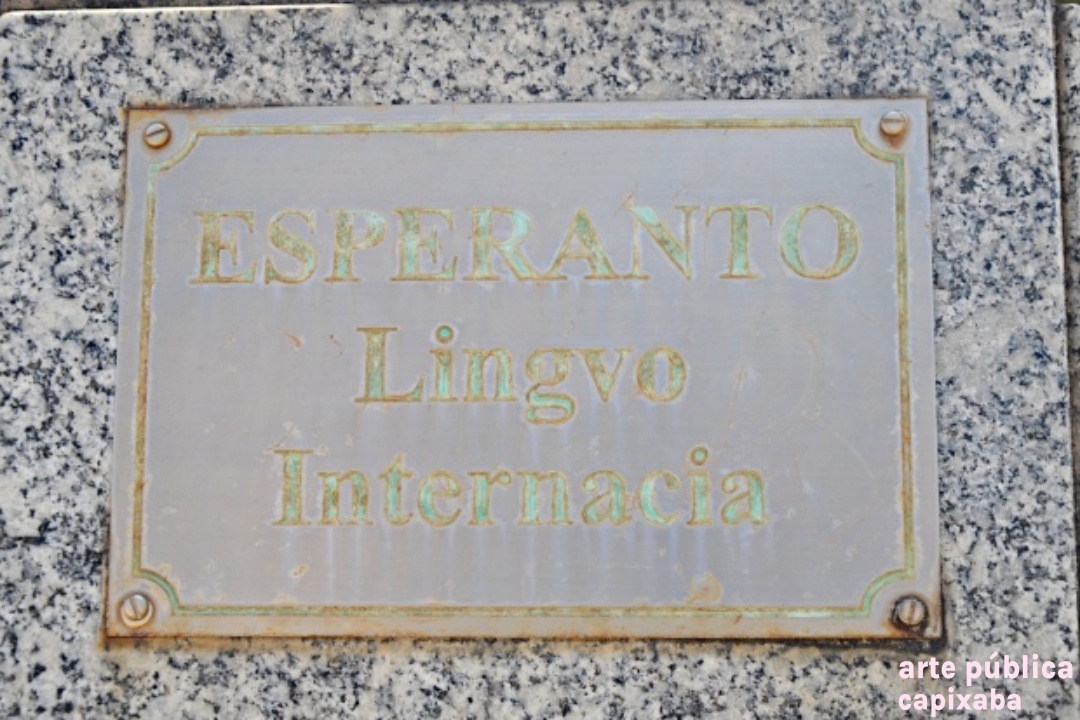 ESPERANTO
Lingvo
Internacia
arte pública
capixaba